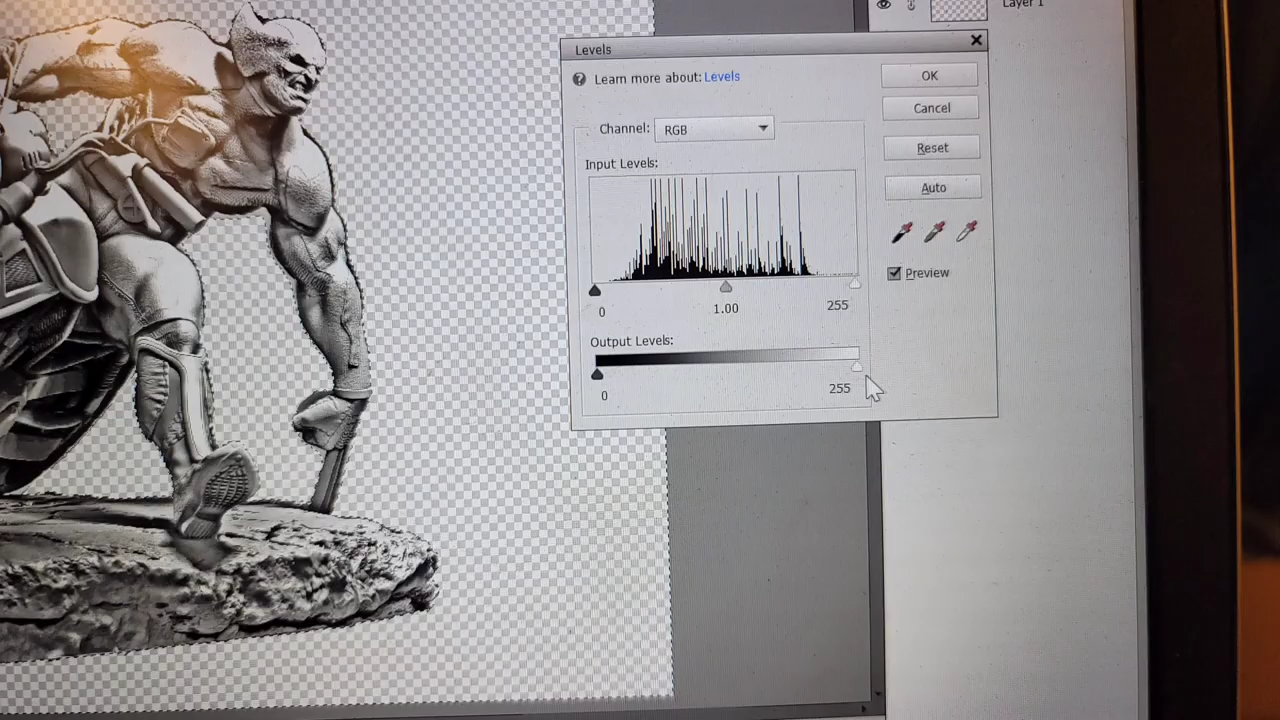 Layer 1
Levels
Learn more about: Levels
OK
Channel: RGB
Cancel
Input Levels:
Reset
Auto
Preview
0 1.00 255
Output Levels:
0 255